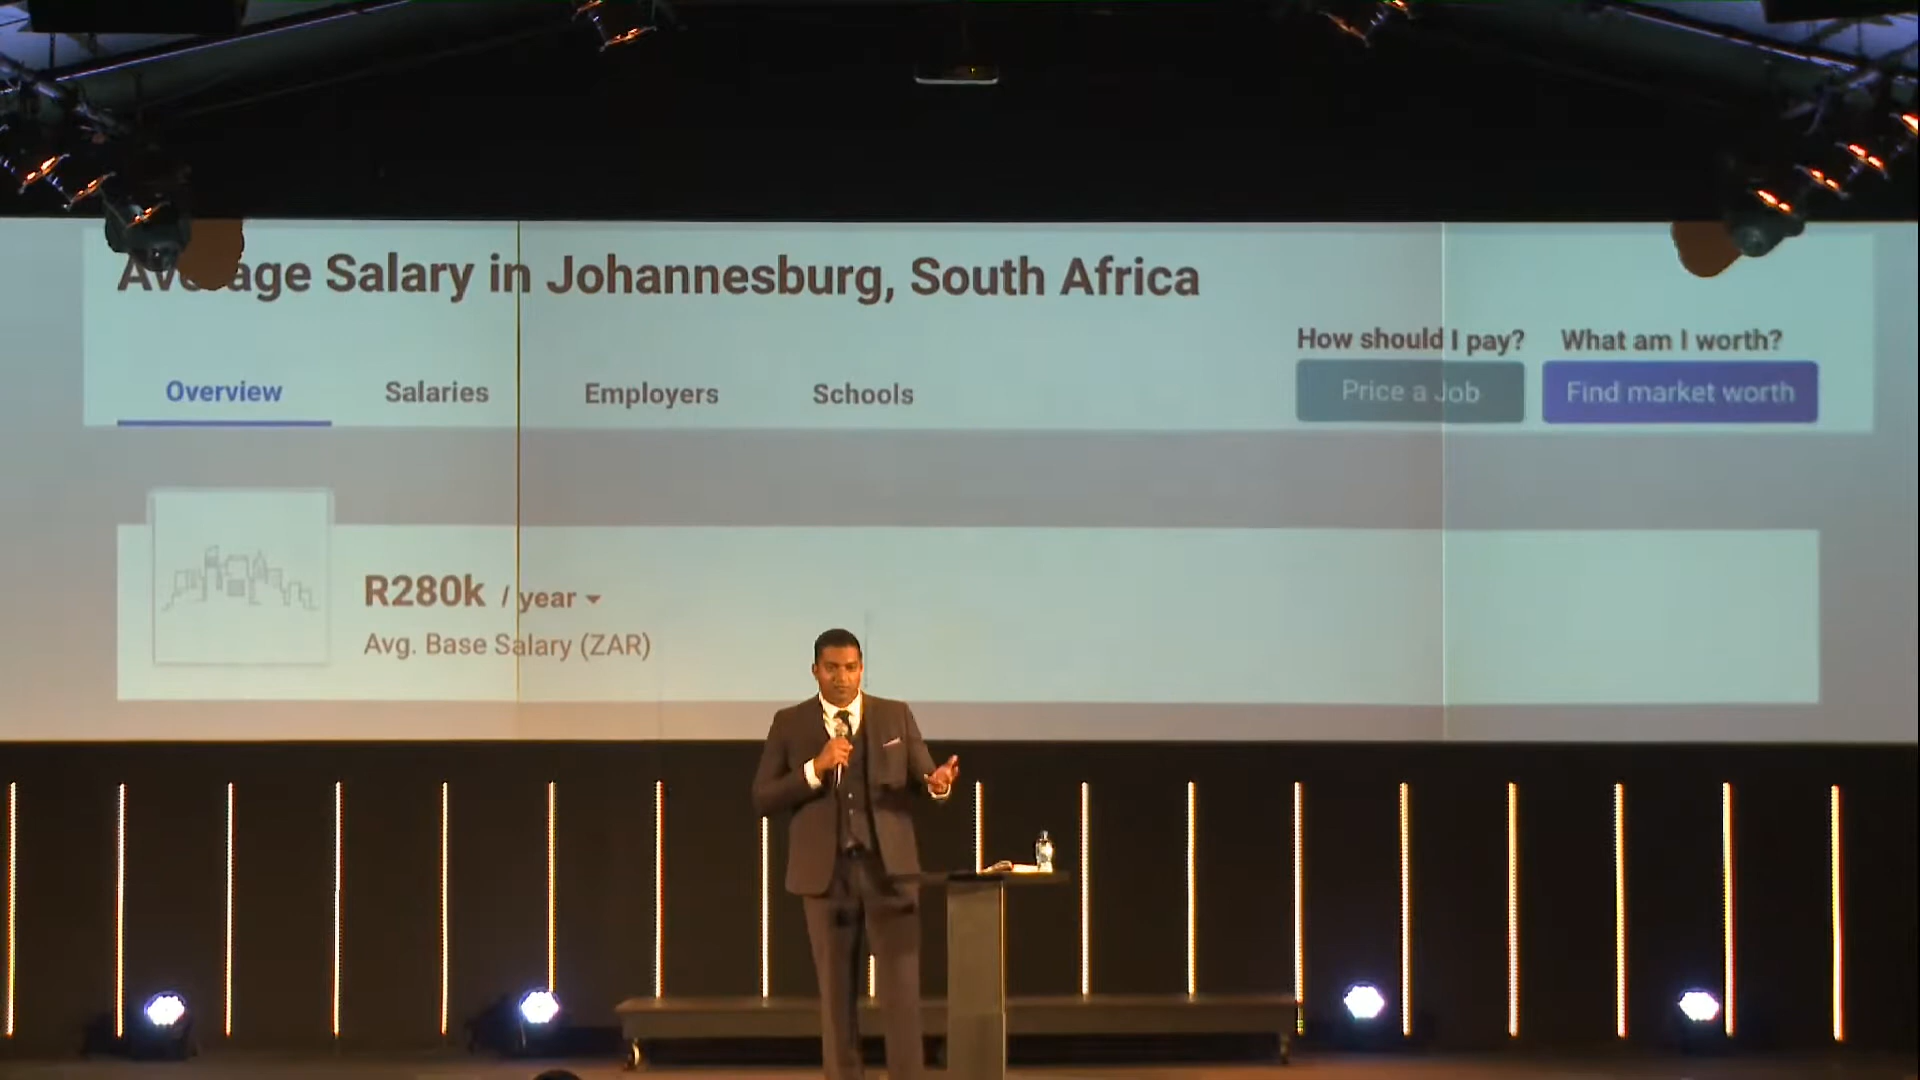 Average Salary in Johannesburg, South Africa
How should I pay? What am I worth?
Overview Salaries Employers Schools Price a Job Find market worth
R280k / year
Avg. Base Salary (ZAR)